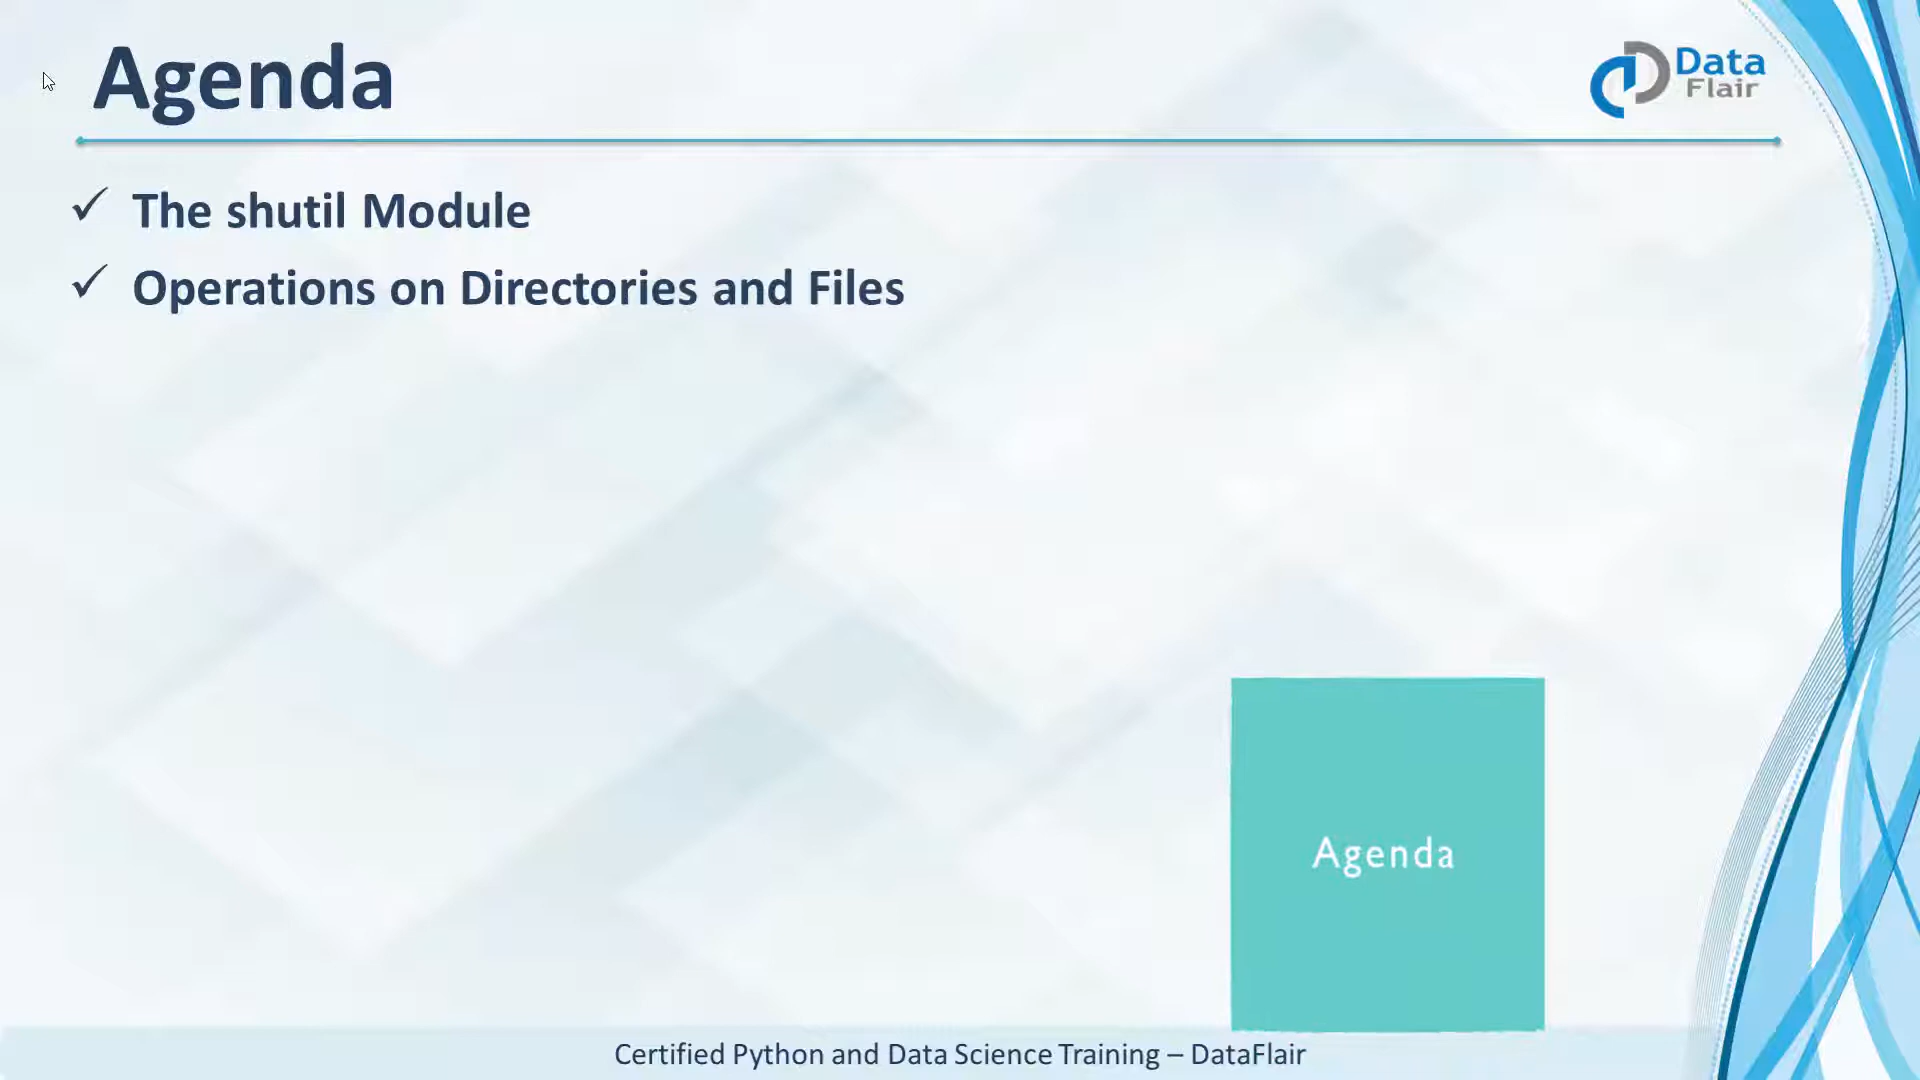 Agenda
Data
Flair
The shutil Module
Operations on Directories and Files
Agenda
Certified Python and Data Science Training – DataFlair